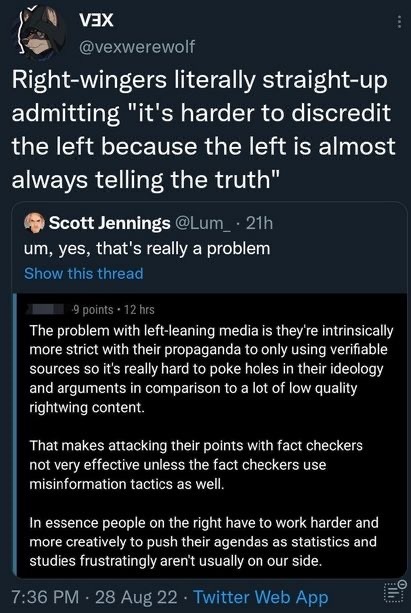 VƎX
@vexwerewolf
Right-wingers literally straight-up
admitting "it's harder to discredit
the left because the left is almost
always telling the truth"
Scott Jennings @Lum_ · 21h
um, yes, that's really a problem
Show this thread
-9 points • 12 hrs
The problem with left-leaning media is they're intrinsically
more strict with their propaganda to only using verifiable
sources so it's really hard to poke holes in their ideology
and arguments in comparison to a lot of low quality
rightwing content.
That makes attacking their points with fact checkers
not very effective unless the fact checkers use
misinformation tactics as well.
In essence people on the right have to work harder and
more creatively to push their agendas as statistics and
studies frustratingly aren't usually on our side.
7:36 PM · 28 Aug 22 · Twitter Web App